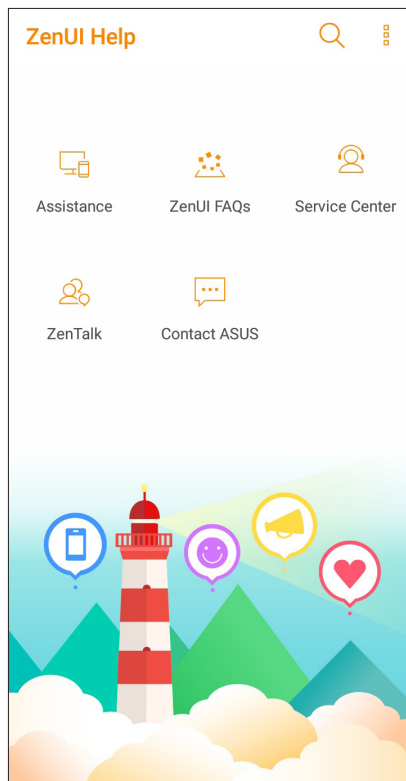 ZenUI Help
Assistance ZenUI FAQs Service Center
ZenTalk Contact ASUS